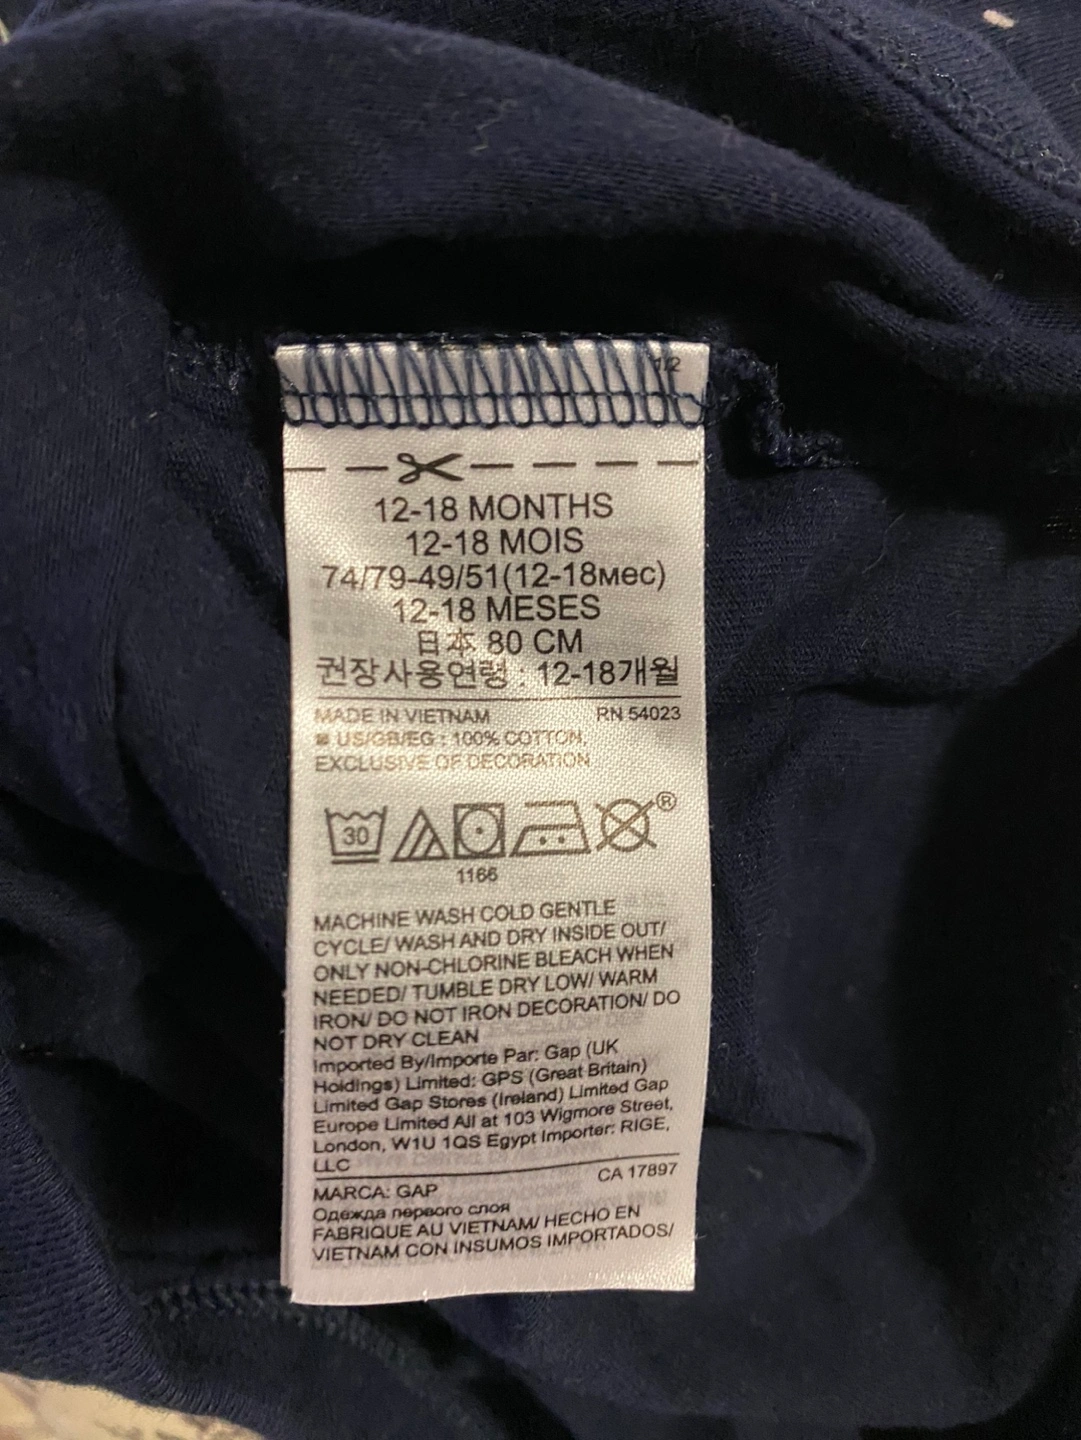 1/2
12-18 MONTHS
12-18 MOIS
74/79-49/51(12-18мес)
12-18 MESES
日本 80 CM
권장사용연령 : 12-18개월
MADE IN VIETNAM RN 54023
■ US/GB/EG : 100% COTTON,
EXCLUSIVE OF DECORATION
30 ®
1166
MACHINE WASH COLD GENTLE
CYCLE/ WASH AND DRY INSIDE OUT/
ONLY NON-CHLORINE BLEACH WHEN
NEEDED/ TUMBLE DRY LOW/ WARM
IRON/ DO NOT IRON DECORATION/ DO
NOT DRY CLEAN
Imported By/Importe Par: Gap (UK
Holdings) Limited: GPS (Great Britain)
Limited Gap Stores (Ireland) Limited Gap
Europe Limited All at 103 Wigmore Street,
London, W1U 1QS Egypt Importer: RIGE,
LLC
CA 17897
MARCA: GAP
Одежда первого слоя
FABRIQUE AU VIETNAM/ HECHO EN
VIETNAM CON INSUMOS IMPORTADOS/